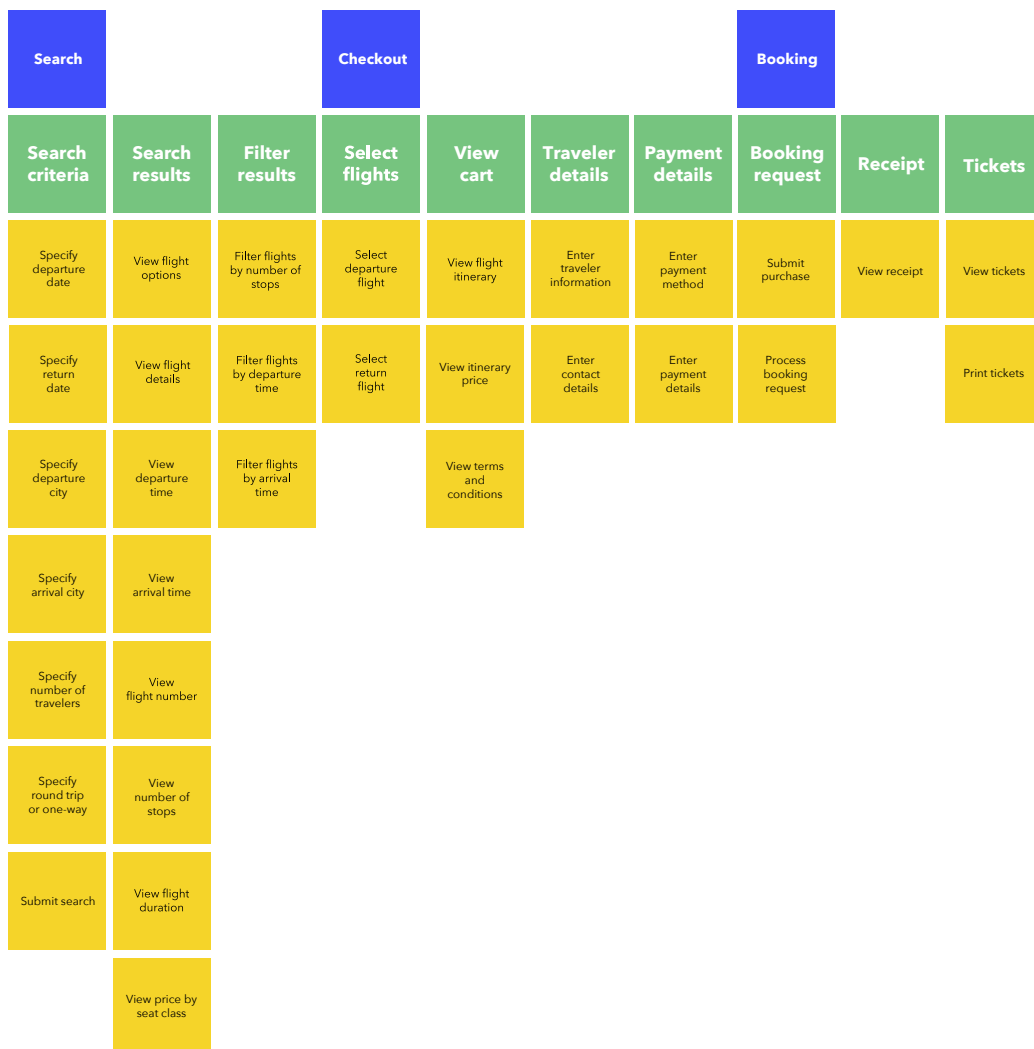 Search
Checkout
Booking
Search
criteria
Search
results
Filter
results
Select
flights
View
cart
Traveler
details
Payment
details
Booking
request
Receipt
Tickets
Specify
departure
date
View flight
options
Filter flights
by number of
stops
Select
departure
flight
View flight
itinerary
Enter
traveler
information
Enter
payment
method
Submit
purchase
View receipt
View tickets
Specify
return
date
View flight
details
Filter flights
by departure
time
Select
return
flight
View itinerary
price
Enter
contact
details
Enter
payment
details
Process
booking
request
Print tickets
Specify
departure
city
View
departure
time
Filter flights
by arrival
time
View terms
and
conditions
Specify
arrival city
View
arrival time
Specify
number of
travelers
View
flight number
Specify
round trip
or one-way
View
number of
stops
Submit search
View flight
duration
View price by
seat class